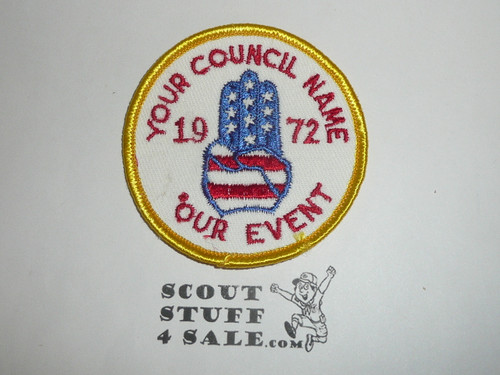 YOUR COUNCIL NAME
19 72
OUR EVENT
SCOUT
STUFF
4 SALE.com